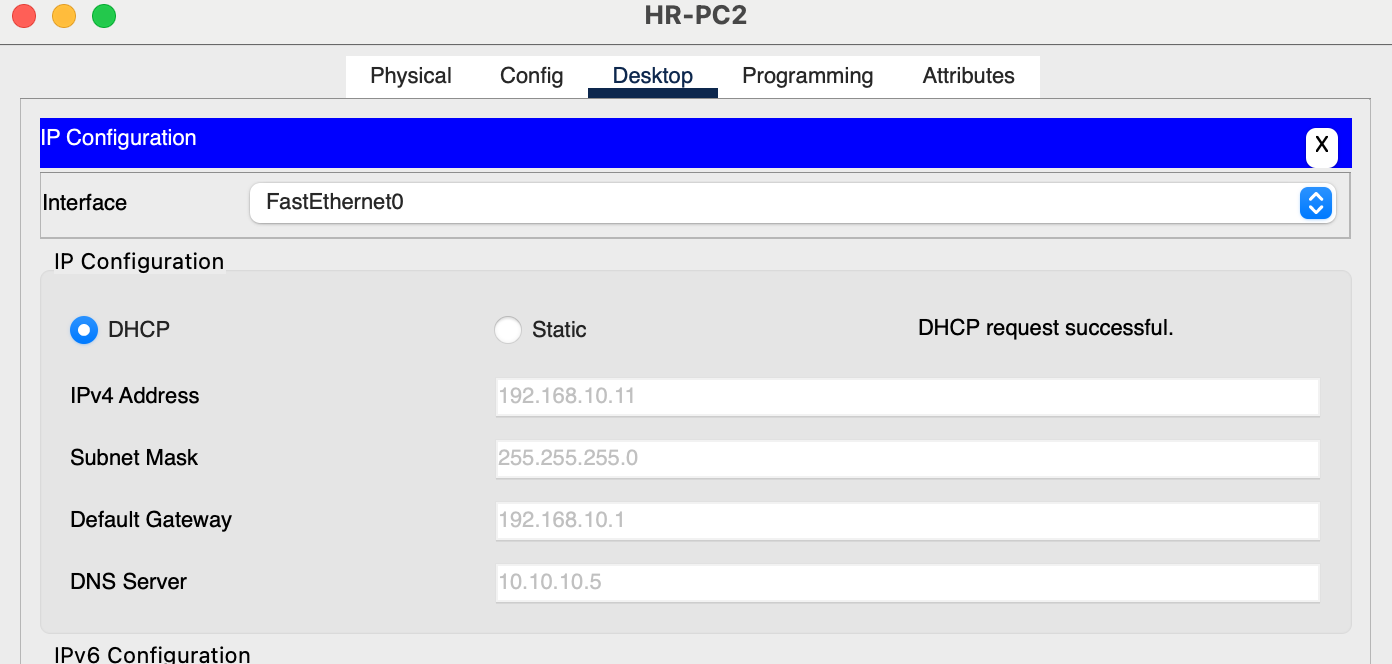 HR-PC2
Physical Config Desktop Programming Attributes
IP Configuration X
Interface FastEthernet0
IP Configuration
DHCP Static DHCP request successful.
IPv4 Address 192.168.10.11
Subnet Mask 255.255.255.0
Default Gateway 192.168.10.1
DNS Server 10.10.10.5
IPv6 Configuration